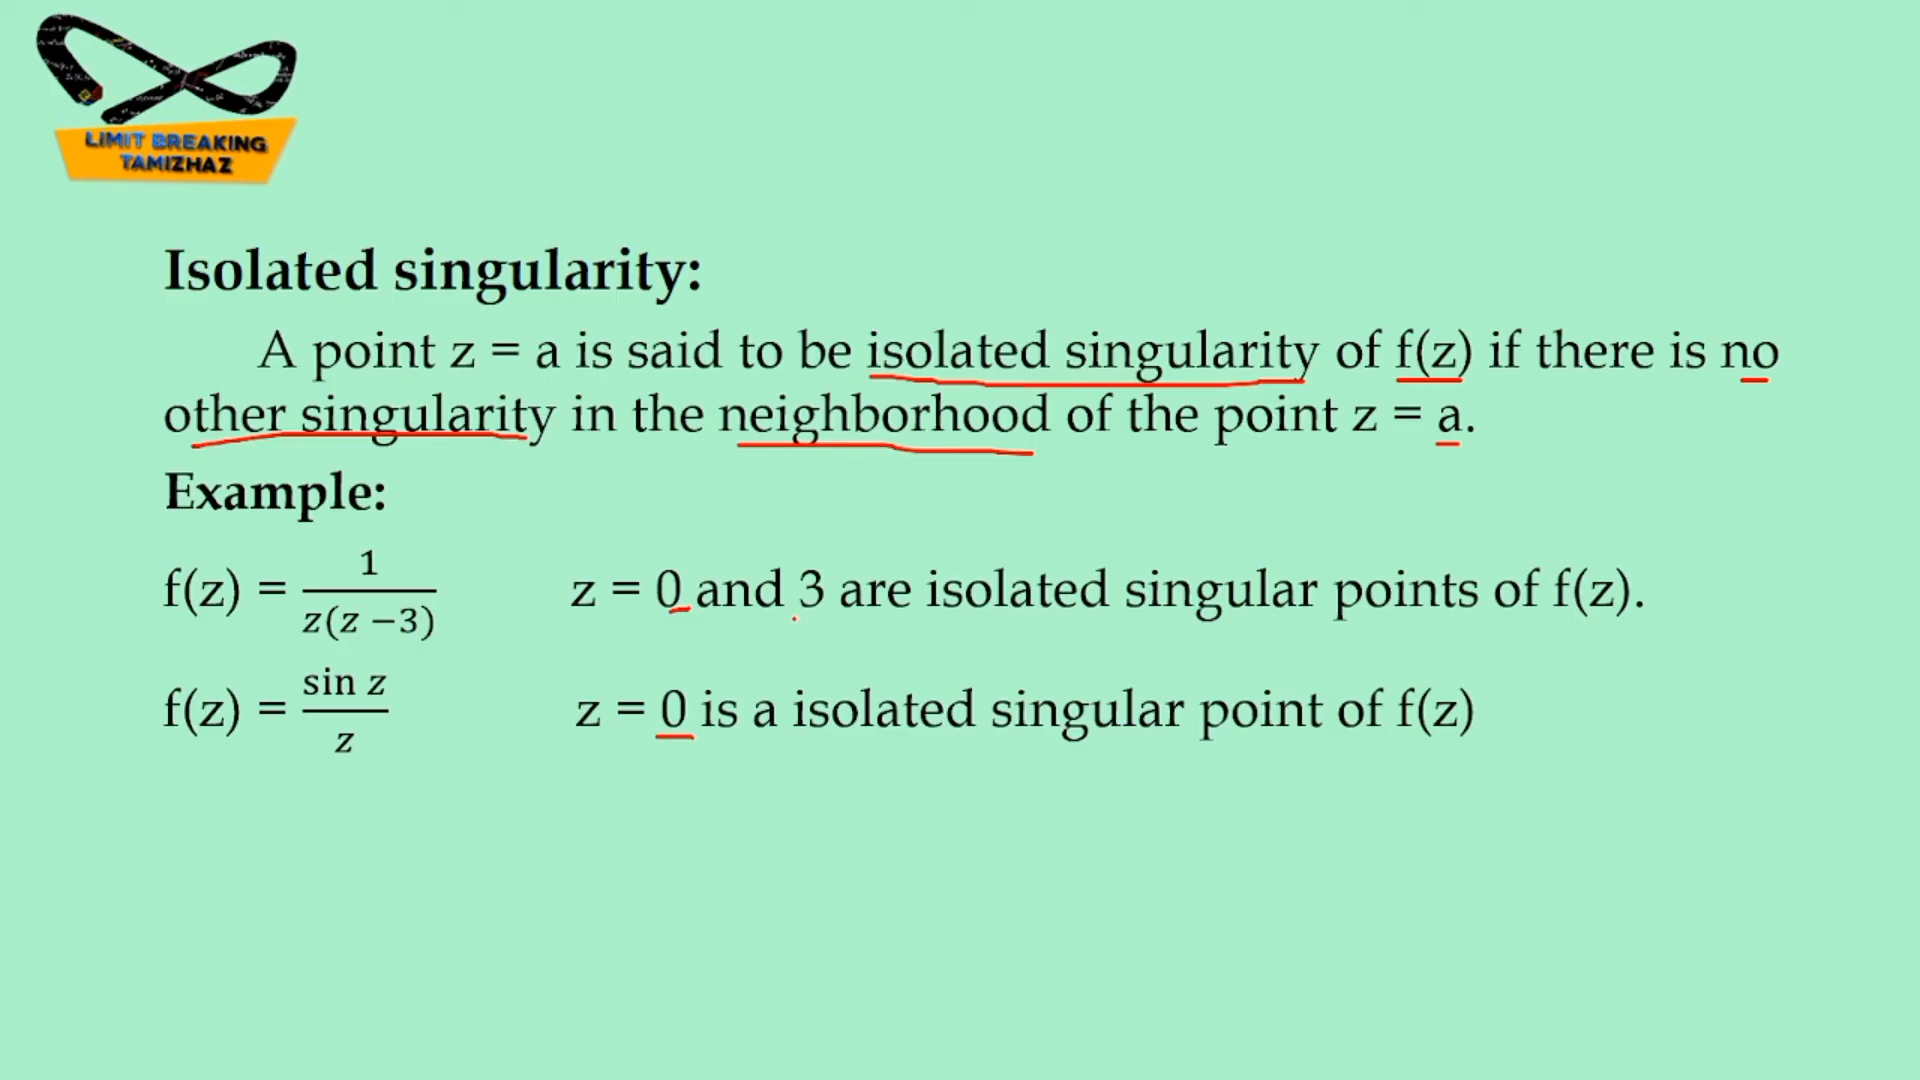 LIMIT BREAKING
TAMIZHAZ
Isolated singularity:
A point z = a is said to be isolated singularity of f(z) if there is no
other singularity in the neighborhood of the point z = a.
Example:
f(z) = 1/(z(z −3))    z = 0 and 3 are isolated singular points of f(z).
f(z) = sin z/z    z = 0 is a isolated singular point of f(z)